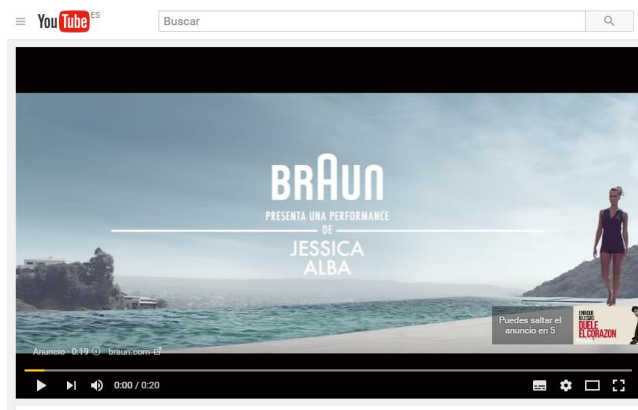 YouTube ES
Buscar
BRAUN
PRESENTA UNA PERFORMANCE
DE
JESSICA
ALBA
Puedes saltar el
anuncio en 5
ENRIQUE
IGLESIAS
DUELE
EL CORAZON
Anuncio · 0:19 braun.com
0:00 / 0:20